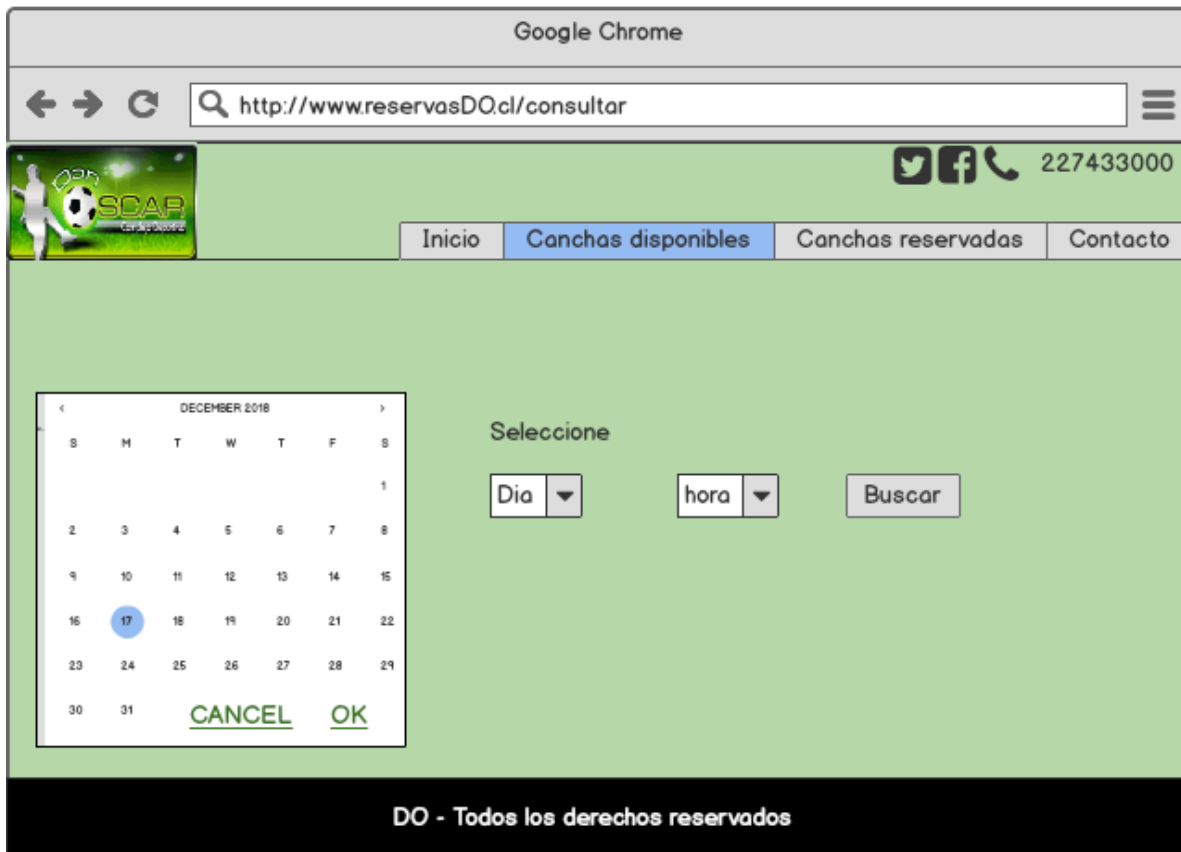 Google Chrome
http://www.reservasDO.cl/consultar
227433000
SCAR
Inicio Canchas disponibles Canchas reservadas Contacto
< DECEMBER 2018 >
S M T W T F S
1
2 3 4 5 6 7 8
9 10 11 12 13 14 15
16 17 18 19 20 21 22
23 24 25 26 27 28 29
30 31
CANCEL OK
Seleccione
Dia hora Buscar
DO - Todos los derechos reservados